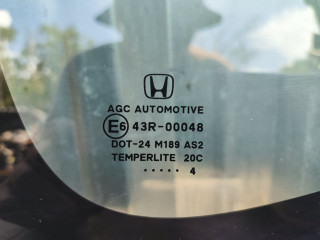 AGC AUTOMOTIVE
E6 43R-00048
DOT-24 M189 AS2
TEMPERLITE 20C
..... 4